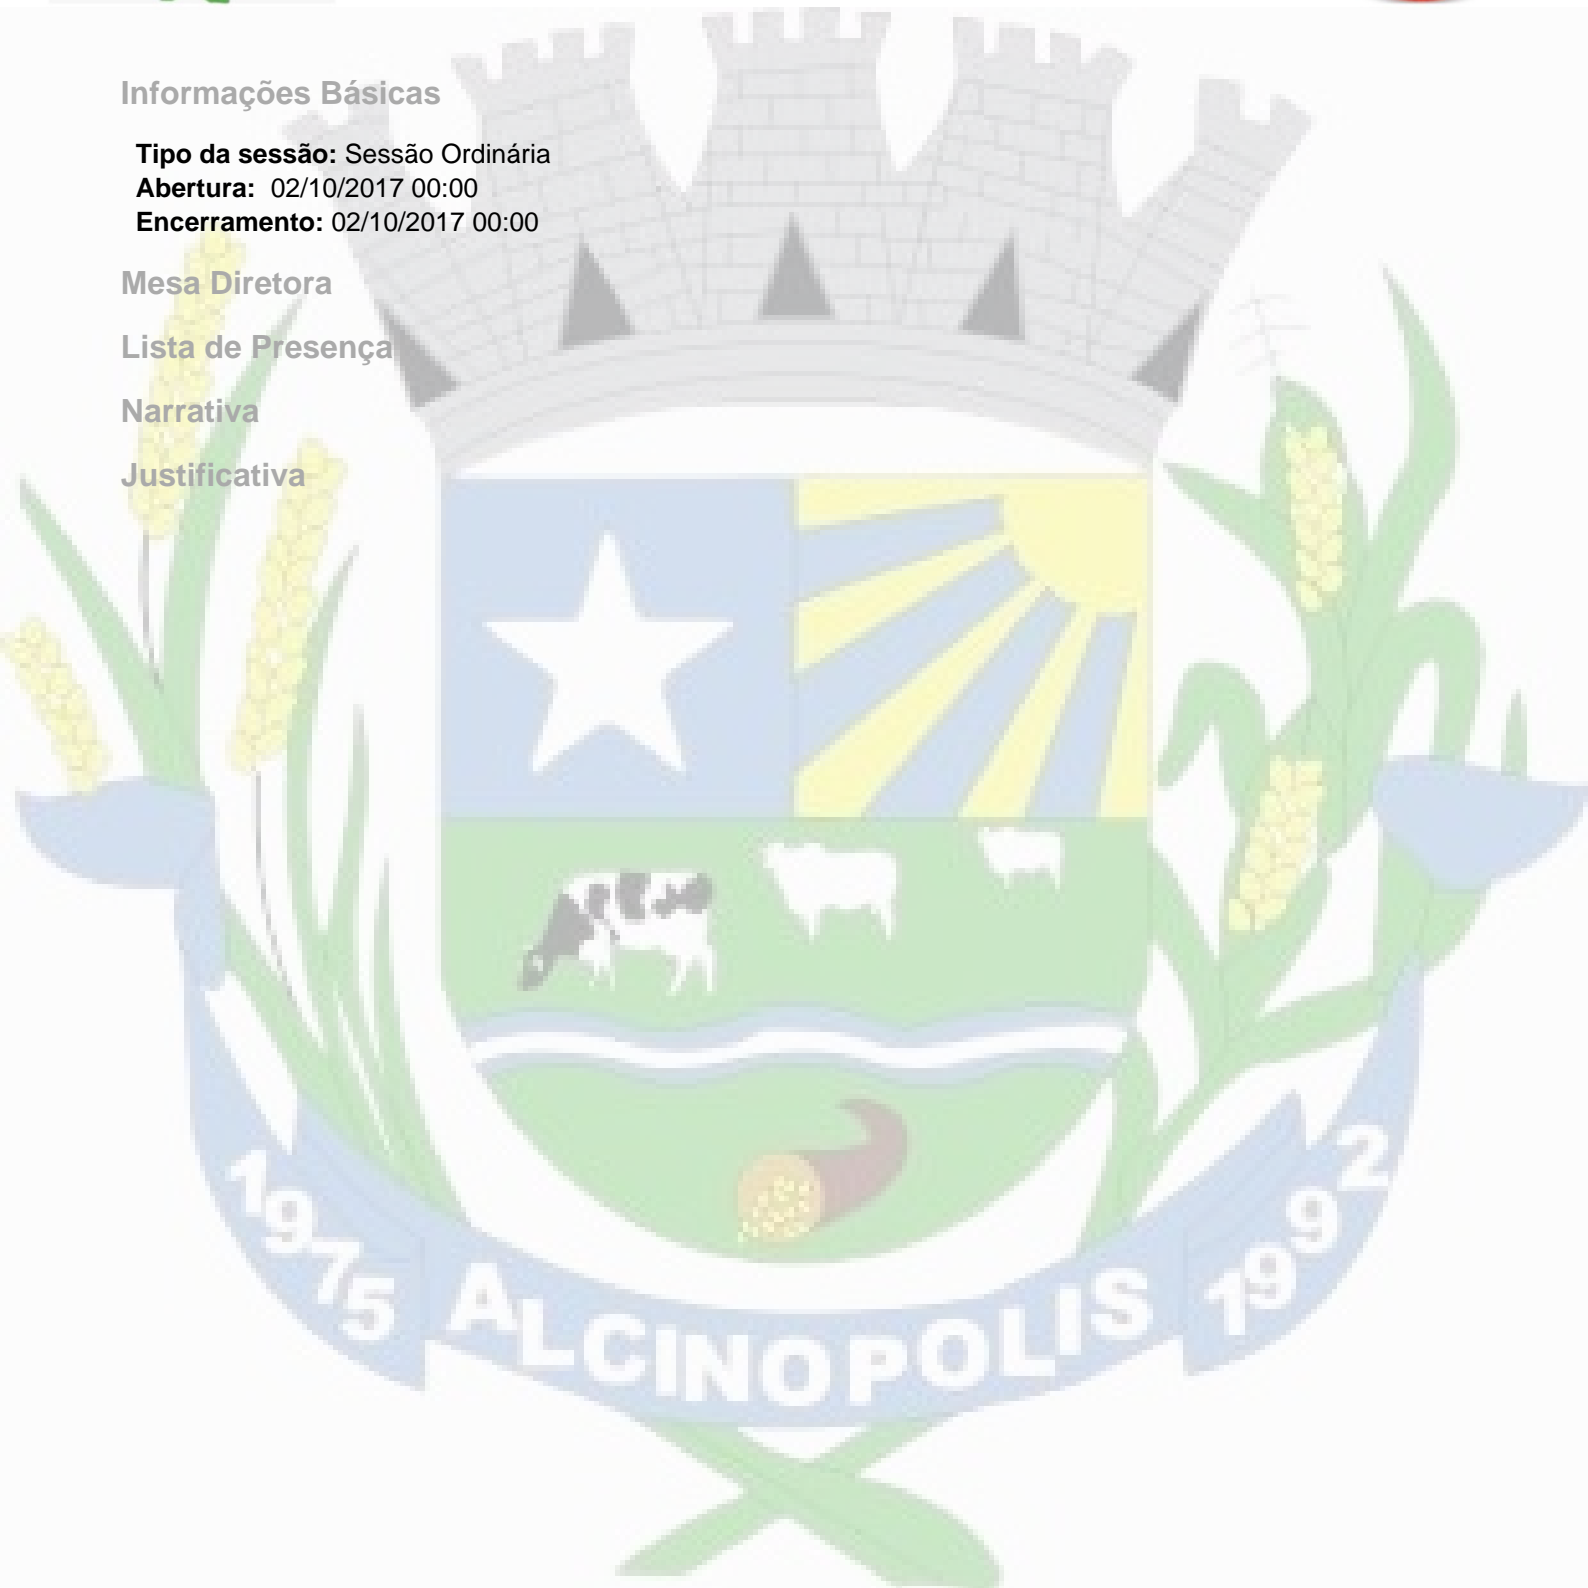 Informações Básicas
Tipo da sessão: Sessão Ordinária
Abertura: 02/10/2017 00:00
Encerramento: 02/10/2017 00:00
Mesa Diretora
Lista de Presença
Narrativa
Justificativa
1975 ALCINOPOLIS 1992